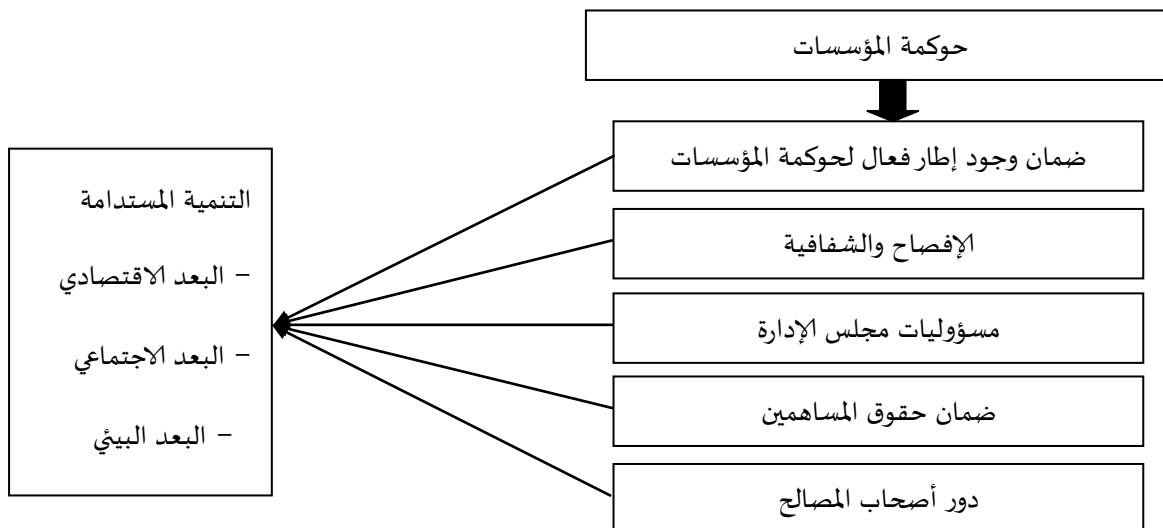 حوكمة المؤسسات
ضمان وجود إطار فعال لحوكمة المؤسسات
الإفصاح والشفافية
مسؤوليات مجلس الإدارة
ضمان حقوق المساهمين
دور أصحاب المصالح
التنمية المستدامة
– البعد الاقتصادي
– البعد الاجتماعي
– البعد البيئي